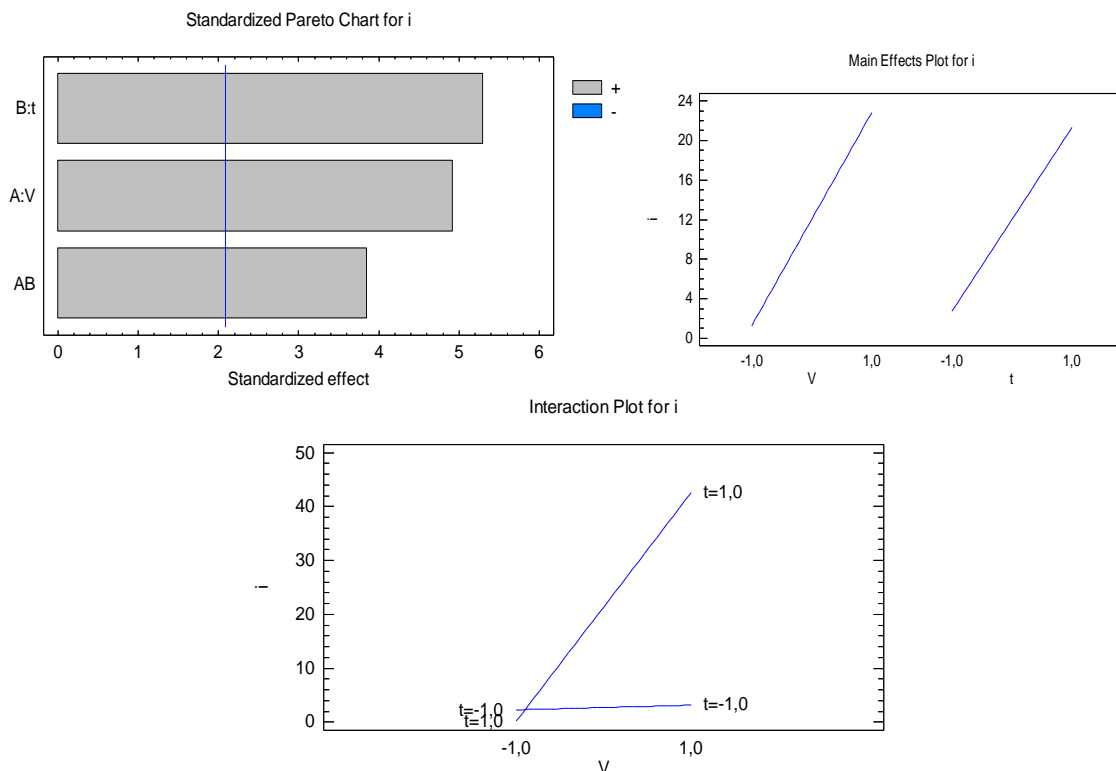 Standardized Pareto Chart for i
B:t
A:V
AB
0 1 2 3 4 5 6
Standardized effect
+
-
Main Effects Plot for i
24
20
16
12
8
4
0
i
-1,0 1,0 -1,0 1,0
V t
Interaction Plot for i
50
40
30
20
10
0
i
t=1,0
t=-1,0 t=-1,0
t=1,0
-1,0 1,0
V